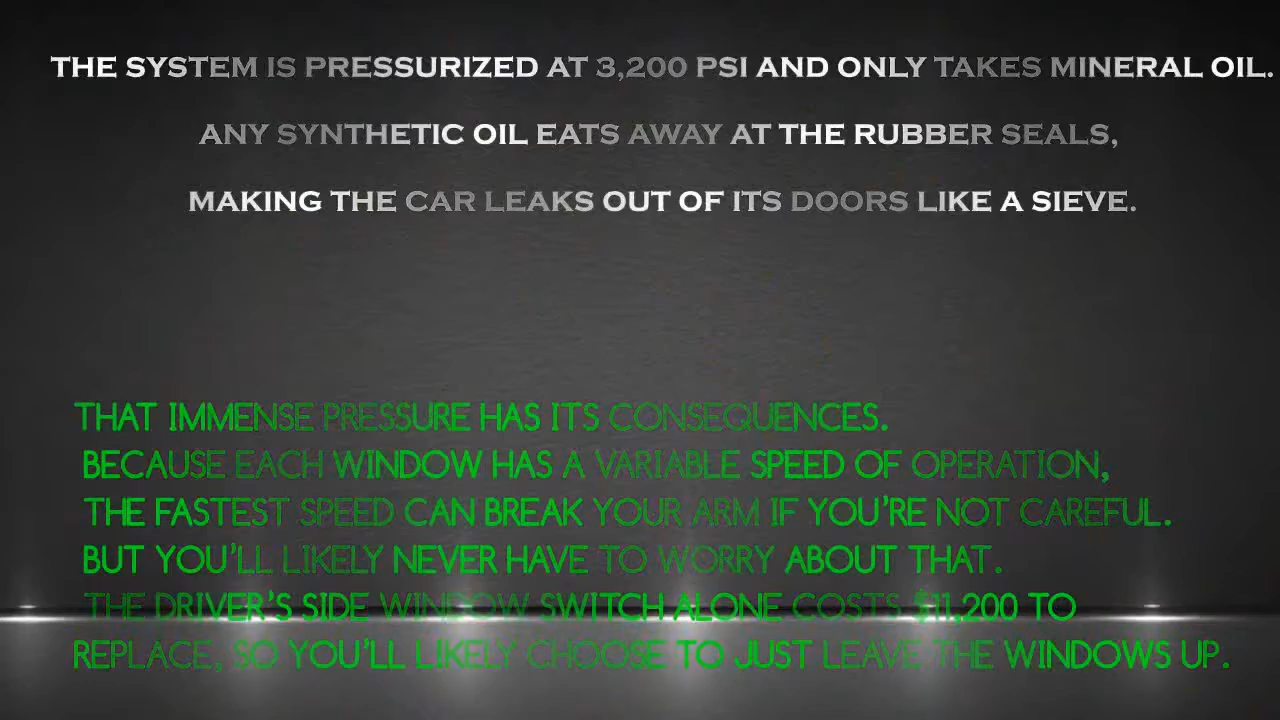 THE SYSTEM IS PRESSURIZED AT 3,200 PSI AND ONLY TAKES MINERAL OIL.
ANY SYNTHETIC OIL EATS AWAY AT THE RUBBER SEALS,
MAKING THE CAR LEAKS OUT OF ITS DOORS LIKE A SIEVE.
THAT IMMENSE PRESSURE HAS ITS CONSEQUENCES.
BECAUSE EACH WINDOW HAS A VARIABLE SPEED OF OPERATION,
THE FASTEST SPEED CAN BREAK YOUR ARM IF YOU'RE NOT CAREFUL.
BUT YOU'LL LIKELY NEVER HAVE TO WORRY ABOUT THAT.
THE DRIVER'S SIDE WINDOW SWITCH ALONE COSTS $11,200 TO
REPLACE, SO YOU'LL LIKELY CHOOSE TO JUST LEAVE THE WINDOWS UP.